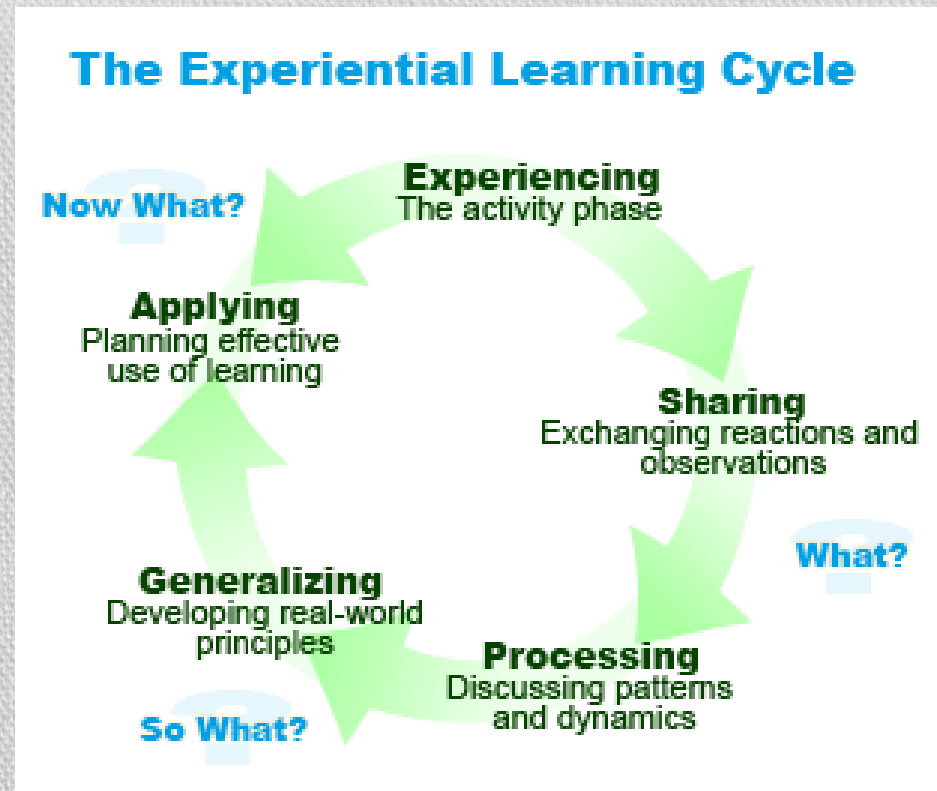 The Experiential Learning Cycle
Now What?
Experiencing
The activity phase
Applying
Planning effective
use of learning
Sharing
Exchanging reactions and
observations
What?
Generalizing
Developing real-world
principles
Processing
Discussing patterns
and dynamics
So What?